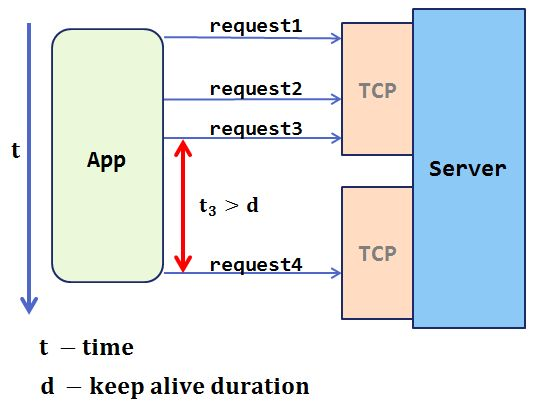 request1
request2
TCP
request3
t
App
Server
t₃ > d
TCP
request4
t – time
d – keep alive duration